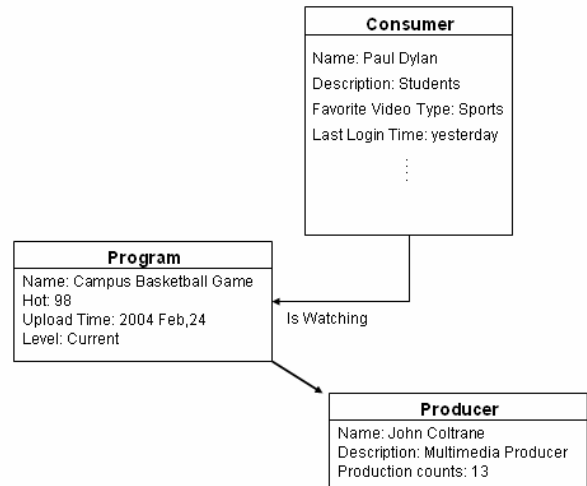 Consumer
Name: Paul Dylan
Description: Students
Favorite Video Type: Sports
Last Login Time: yesterday
Program
Name: Campus Basketball Game
Hot: 98
Upload Time: 2004 Feb,24
Level: Current
Is Watching
Producer
Name: John Coltrane
Description: Multimedia Producer
Production counts: 13